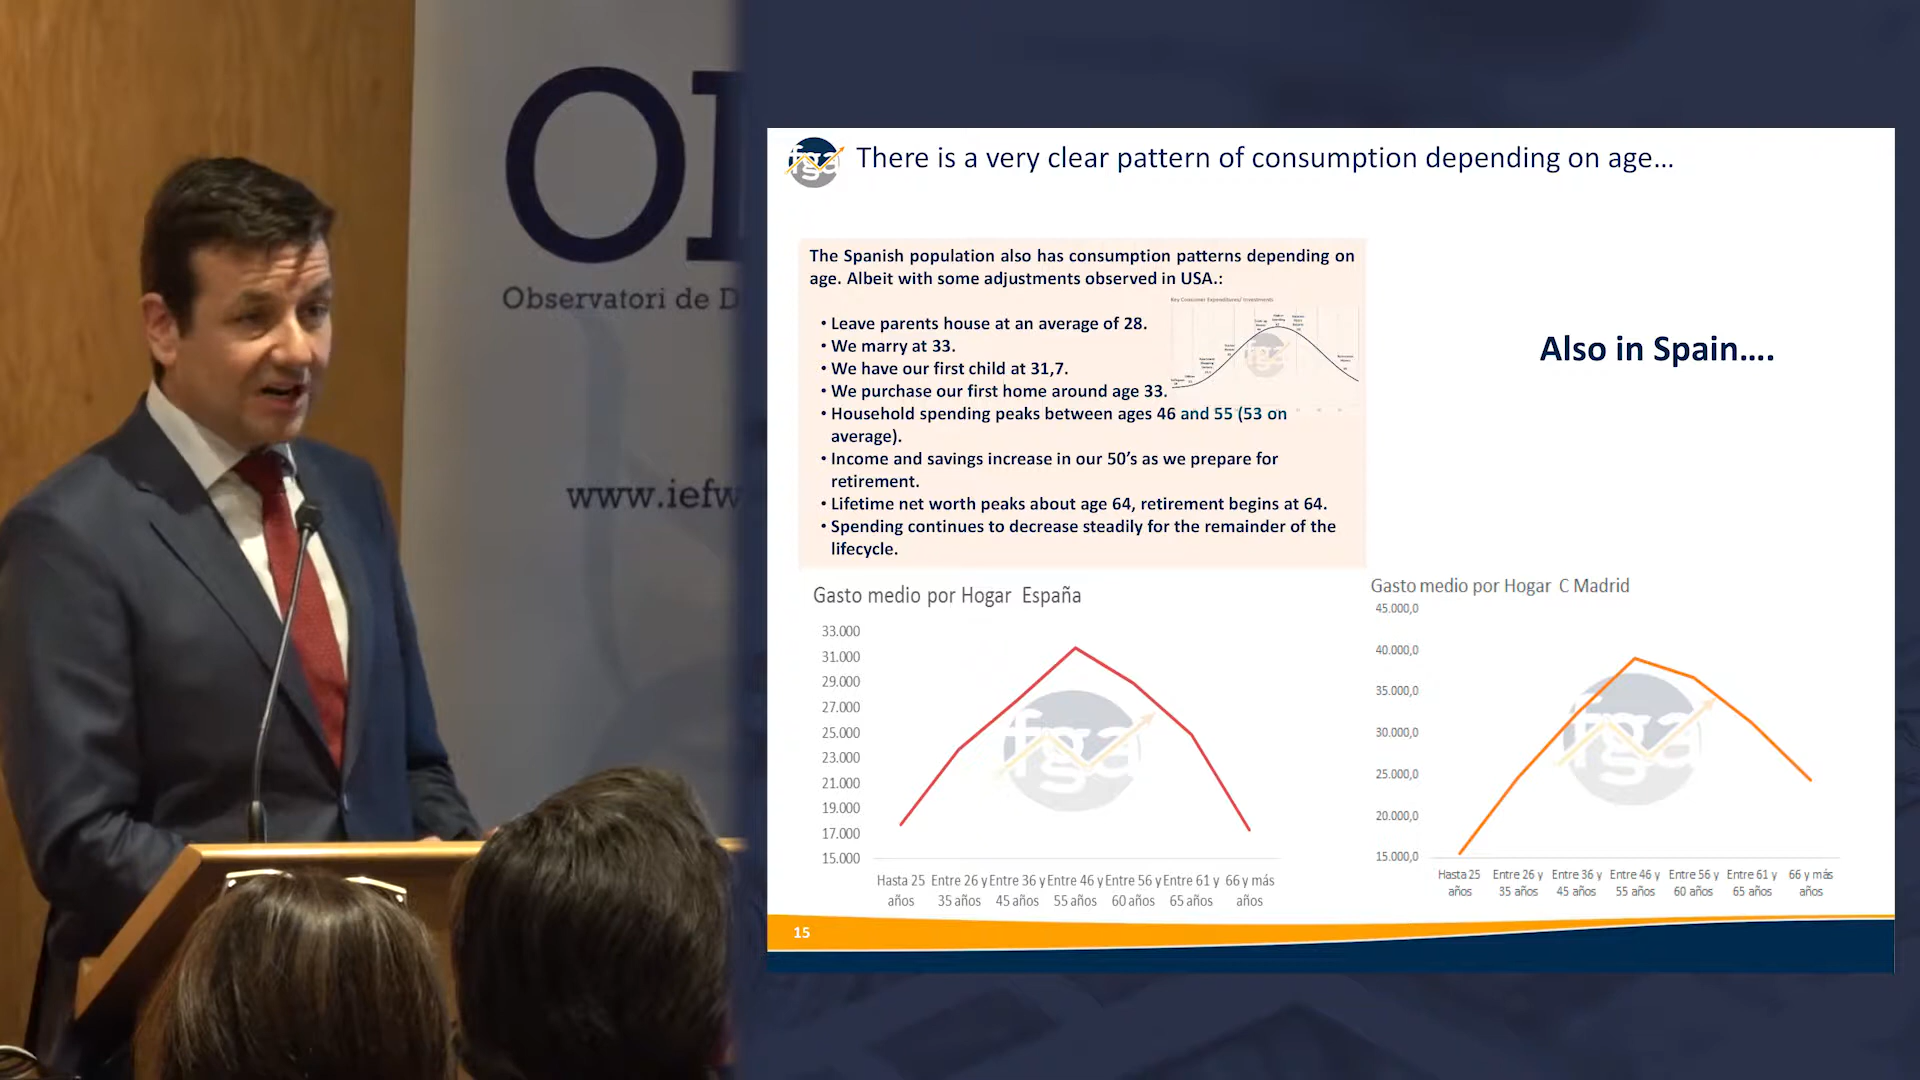 Observatori de D
www.iefw
fga
There is a very clear pattern of consumption depending on age...
The Spanish population also has consumption patterns depending on
age. Albeit with some adjustments observed in USA.:
Key Consumer Expenditures/ Investments
• Leave parents house at an average of 28.
• We marry at 33.
• We have our first child at 31,7.
• We purchase our first home around age 33.
• Household spending peaks between ages 46 and 55 (53 on
average).
• Income and savings increase in our 50's as we prepare for
retirement.
• Lifetime net worth peaks about age 64, retirement begins at 64.
• Spending continues to decrease steadily for the remainder of the
lifecycle.
Also in Spain....
Gasto medio por Hogar España
33.000
31.000
29.000
27.000
25.000
23.000
21.000
19.000
17.000
15.000
fga
Hasta 25 Entre 26 y Entre 36 y Entre 46 y Entre 56 y Entre 61 y 66 y más
años 35 años 45 años 55 años 60 años 65 años años
Gasto medio por Hogar C Madrid
45.000,0
40.000,0
35.000,0
30.000,0
25.000,0
20.000,0
15.000,0
fga
Hasta 25 Entre 26 y Entre 36 y Entre 46 y Entre 56 y Entre 61 y 66 y más
años 35 años 45 años 55 años 60 años 65 años años
15